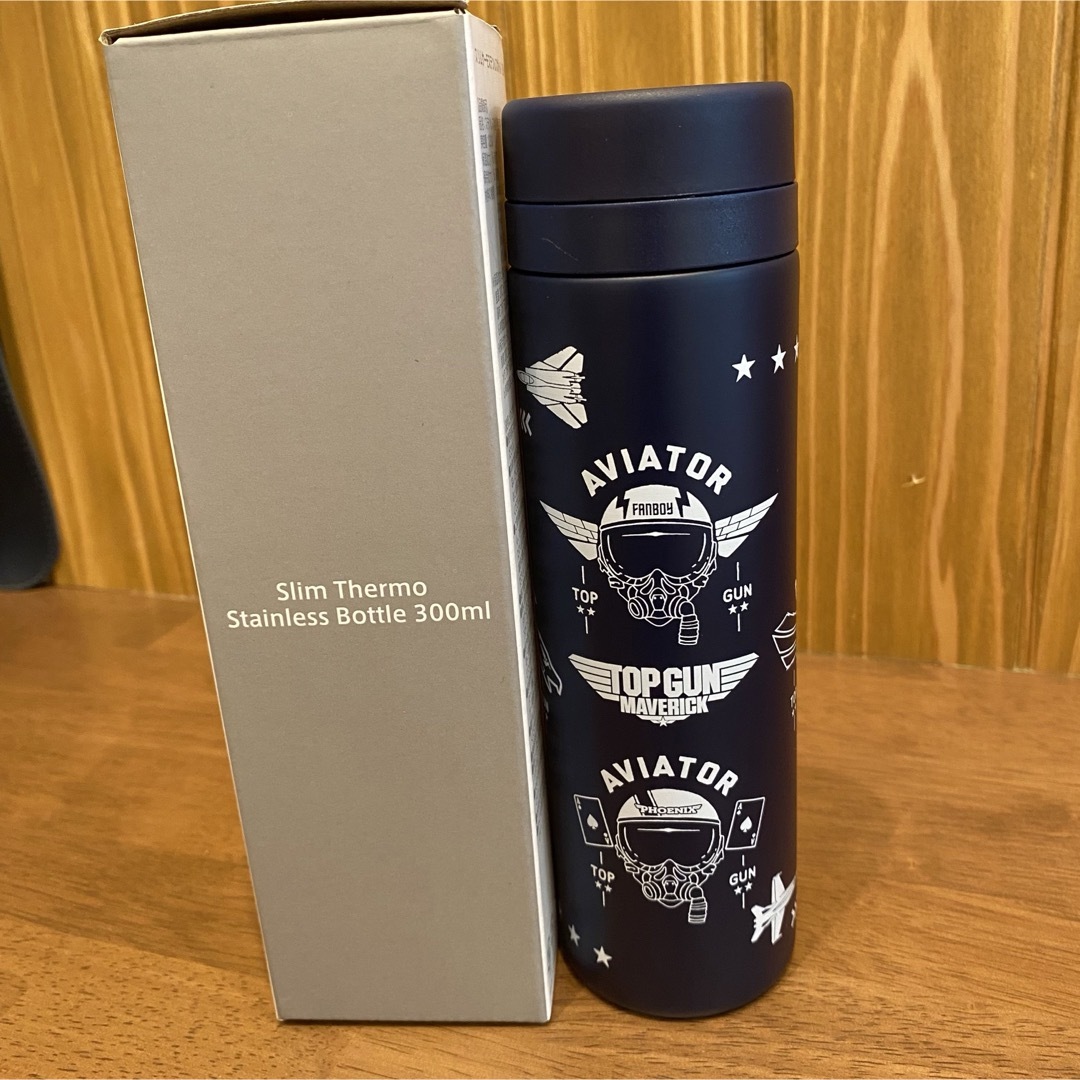 Slim Thermo
Stainless Bottle 300ml
AVIATOR
FANBOY
TOP GUN
TOP GUN
MAVERICK
AVIATOR
PHOENIX
TOP GUN